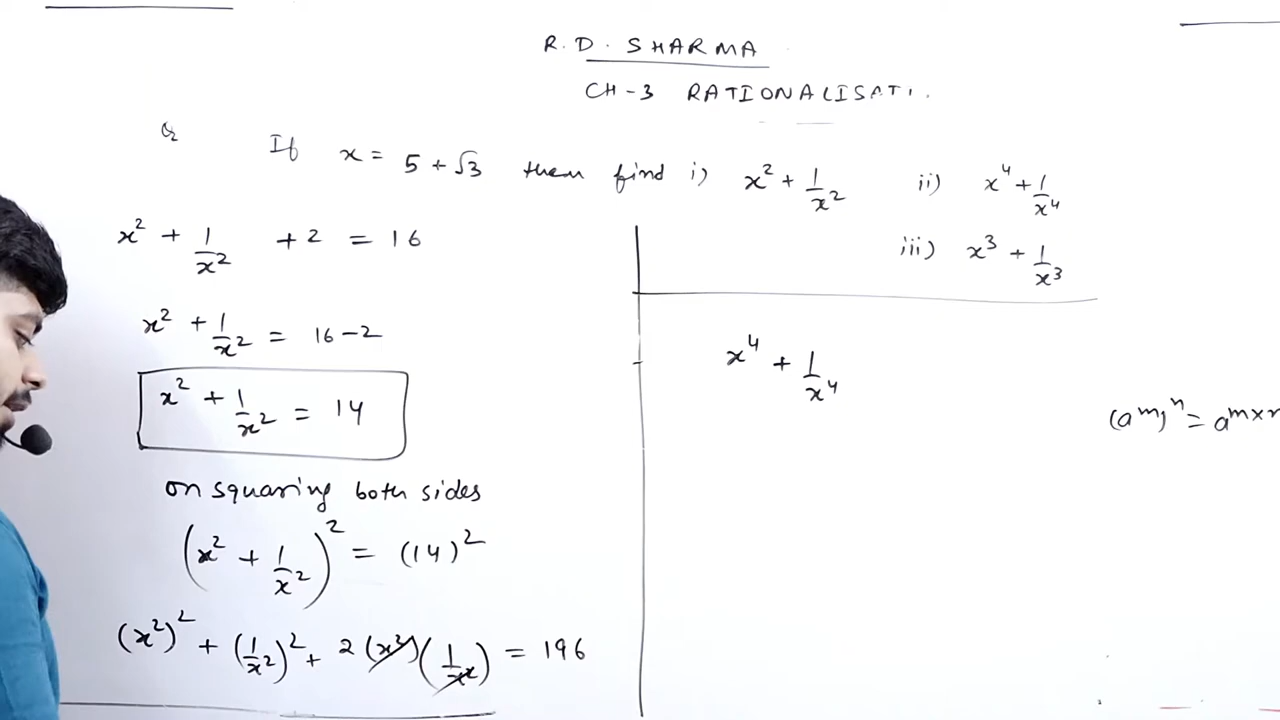 R. D. SHARMA
CH-3 RATIONALISATI
Q If x = 5 + √3 then find i) x² + 1/x² ii) x⁴ + 1/x⁴
iii) x³ + 1/x³
x² + 1/x² + 2 = 16
x² + 1/x² = 16 - 2
x² + 1/x² = 14
on squaring both sides
(x² + 1/x²)² = (14)²
(x²)² + (1/x²)² + 2(x²)(1/x²) = 196
x⁴ + 1/x⁴
(aᵐ)ⁿ = aᵐˣⁿ